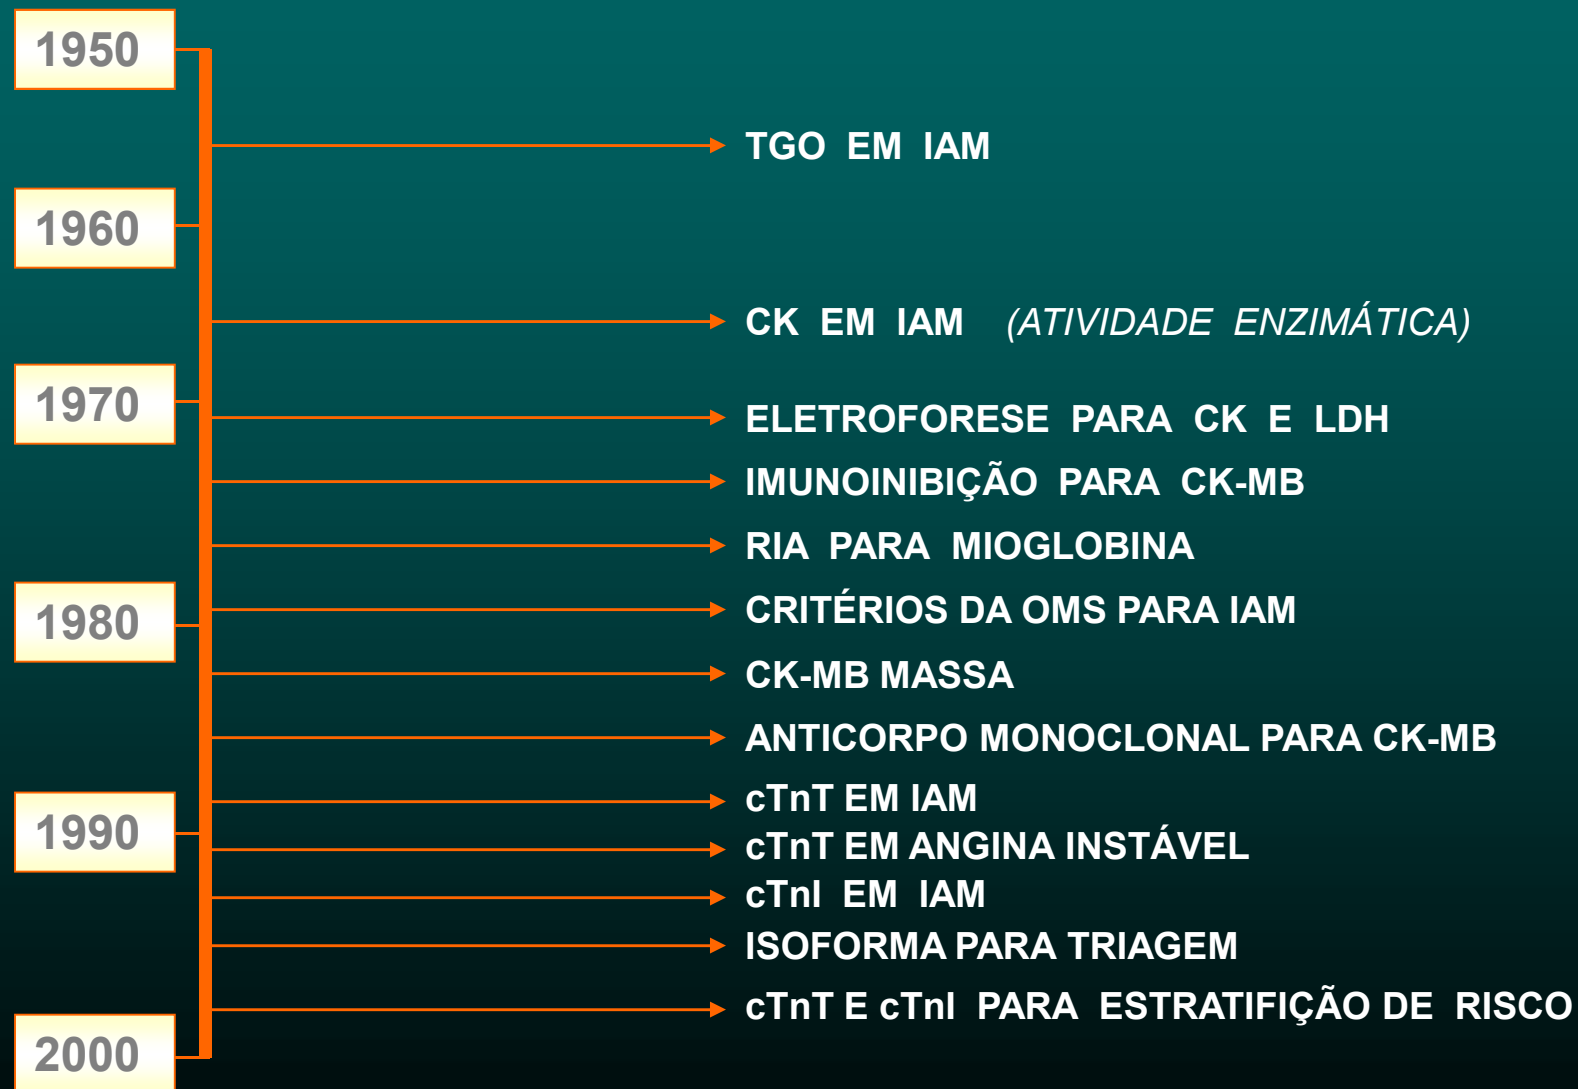 1950
TGO EM IAM
1960
CK EM IAM (ATIVIDADE ENZIMÁTICA)
1970
ELETROFORESE PARA CK E LDH
IMUNOINIBIÇÃO PARA CK-MB
RIA PARA MIOGLOBINA
CRITÉRIOS DA OMS PARA IAM
1980
CK-MB MASSA
ANTICORPO MONOCLONAL PARA CK-MB
cTnT EM IAM
1990
cTnT EM ANGINA INSTÁVEL
cTnI EM IAM
ISOFORMA PARA TRIAGEM
cTnT E cTnI PARA ESTRATIFIÇÃO DE RISCO
2000